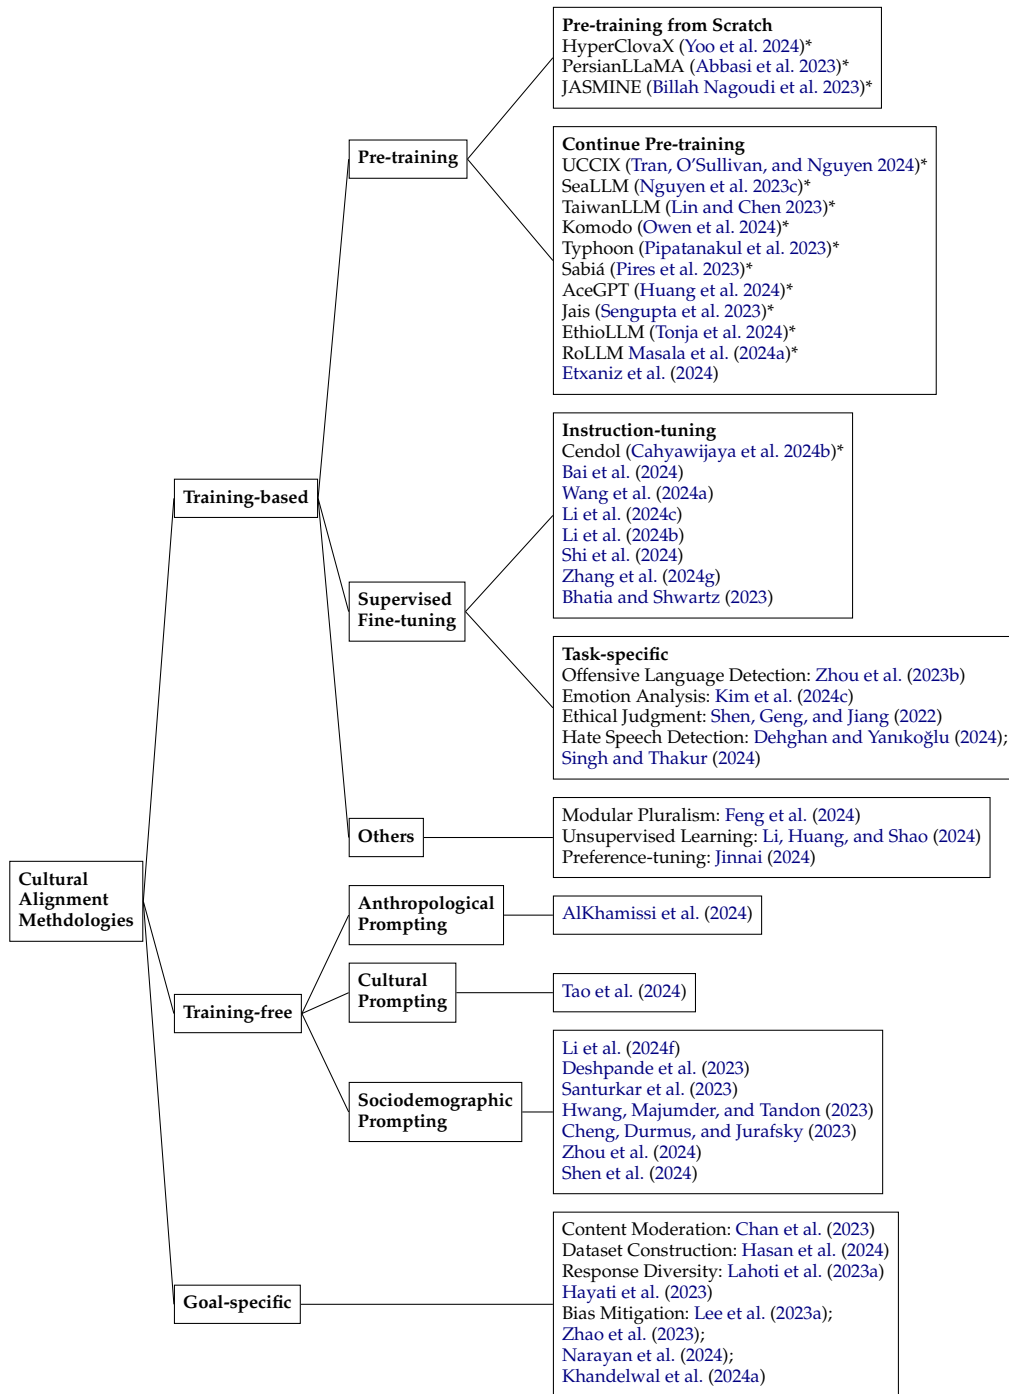 Cultural
Alignment
Methdologies
Training-based
Pre-training
Pre-training from Scratch
HyperClovaX (Yoo et al. 2024)*
PersianLLaMA (Abbasi et al. 2023)*
JASMINE (Billah Nagoudi et al. 2023)*
Continue Pre-training
UCCIX (Tran, O'Sullivan, and Nguyen 2024)*
SeaLLM (Nguyen et al. 2023c)*
TaiwanLLM (Lin and Chen 2023)*
Komodo (Owen et al. 2024)*
Typhoon (Pipatanakul et al. 2023)*
Sabiá (Pires et al. 2023)*
AceGPT (Huang et al. 2024)*
Jais (Sengupta et al. 2023)*
EthioLLM (Tonja et al. 2024)*
RoLLM Masala et al. (2024a)*
Etxaniz et al. (2024)
Supervised
Fine-tuning
Instruction-tuning
Cendol (Cahyawijaya et al. 2024b)*
Bai et al. (2024)
Wang et al. (2024a)
Li et al. (2024c)
Li et al. (2024b)
Shi et al. (2024)
Zhang et al. (2024g)
Bhatia and Shwartz (2023)
Task-specific
Offensive Language Detection: Zhou et al. (2023b)
Emotion Analysis: Kim et al. (2024c)
Ethical Judgment: Shen, Geng, and Jiang (2022)
Hate Speech Detection: Dehghan and Yanıkoğlu (2024);
Singh and Thakur (2024)
Others
Modular Pluralism: Feng et al. (2024)
Unsupervised Learning: Li, Huang, and Shao (2024)
Preference-tuning: Jinnai (2024)
Training-free
Anthropological
Prompting
AlKhamissi et al. (2024)
Cultural
Prompting
Tao et al. (2024)
Sociodemographic
Prompting
Li et al. (2024f)
Deshpande et al. (2023)
Santurkar et al. (2023)
Hwang, Majumder, and Tandon (2023)
Cheng, Durmus, and Jurafsky (2023)
Zhou et al. (2024)
Shen et al. (2024)
Goal-specific
Content Moderation: Chan et al. (2023)
Dataset Construction: Hasan et al. (2024)
Response Diversity: Lahoti et al. (2023a)
Hayati et al. (2023)
Bias Mitigation: Lee et al. (2023a);
Zhao et al. (2023);
Narayan et al. (2024);
Khandelwal et al. (2024a)